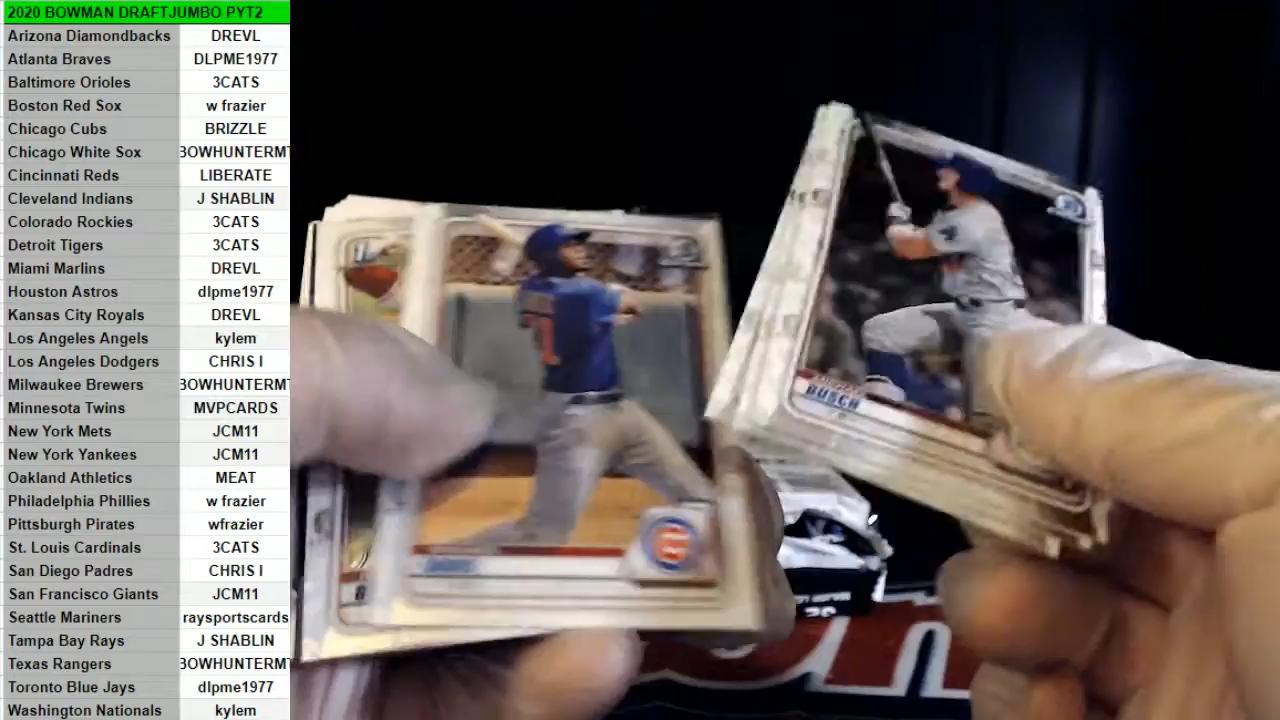 2020 BOWMAN DRAFTJUMBO PYT2
Arizona Diamondbacks DREVL
Atlanta Braves DLPME1977
Baltimore Orioles 3CATS
Boston Red Sox w frazier
Chicago Cubs BRIZZLE
Chicago White Sox BOWHUNTERMT
Cincinnati Reds LIBERATE
Cleveland Indians J SHABLIN
Colorado Rockies 3CATS
Detroit Tigers 3CATS
Miami Marlins DREVL
Houston Astros dlpme1977
Kansas City Royals DREVL
Los Angeles Angels kylem
Los Angeles Dodgers CHRIS I
Milwaukee Brewers BOWHUNTERMT
Minnesota Twins MVPCARDS
New York Mets JCM11
New York Yankees JCM11
Oakland Athletics MEAT
Philadelphia Phillies w frazier
Pittsburgh Pirates wfrazier
St. Louis Cardinals 3CATS
San Diego Padres CHRIS I
San Francisco Giants JCM11
Seattle Mariners raysportscards
Tampa Bay Rays J SHABLIN
Texas Rangers BOWHUNTERMT
Toronto Blue Jays dlpme1977
Washington Nationals kylem
BUSCH